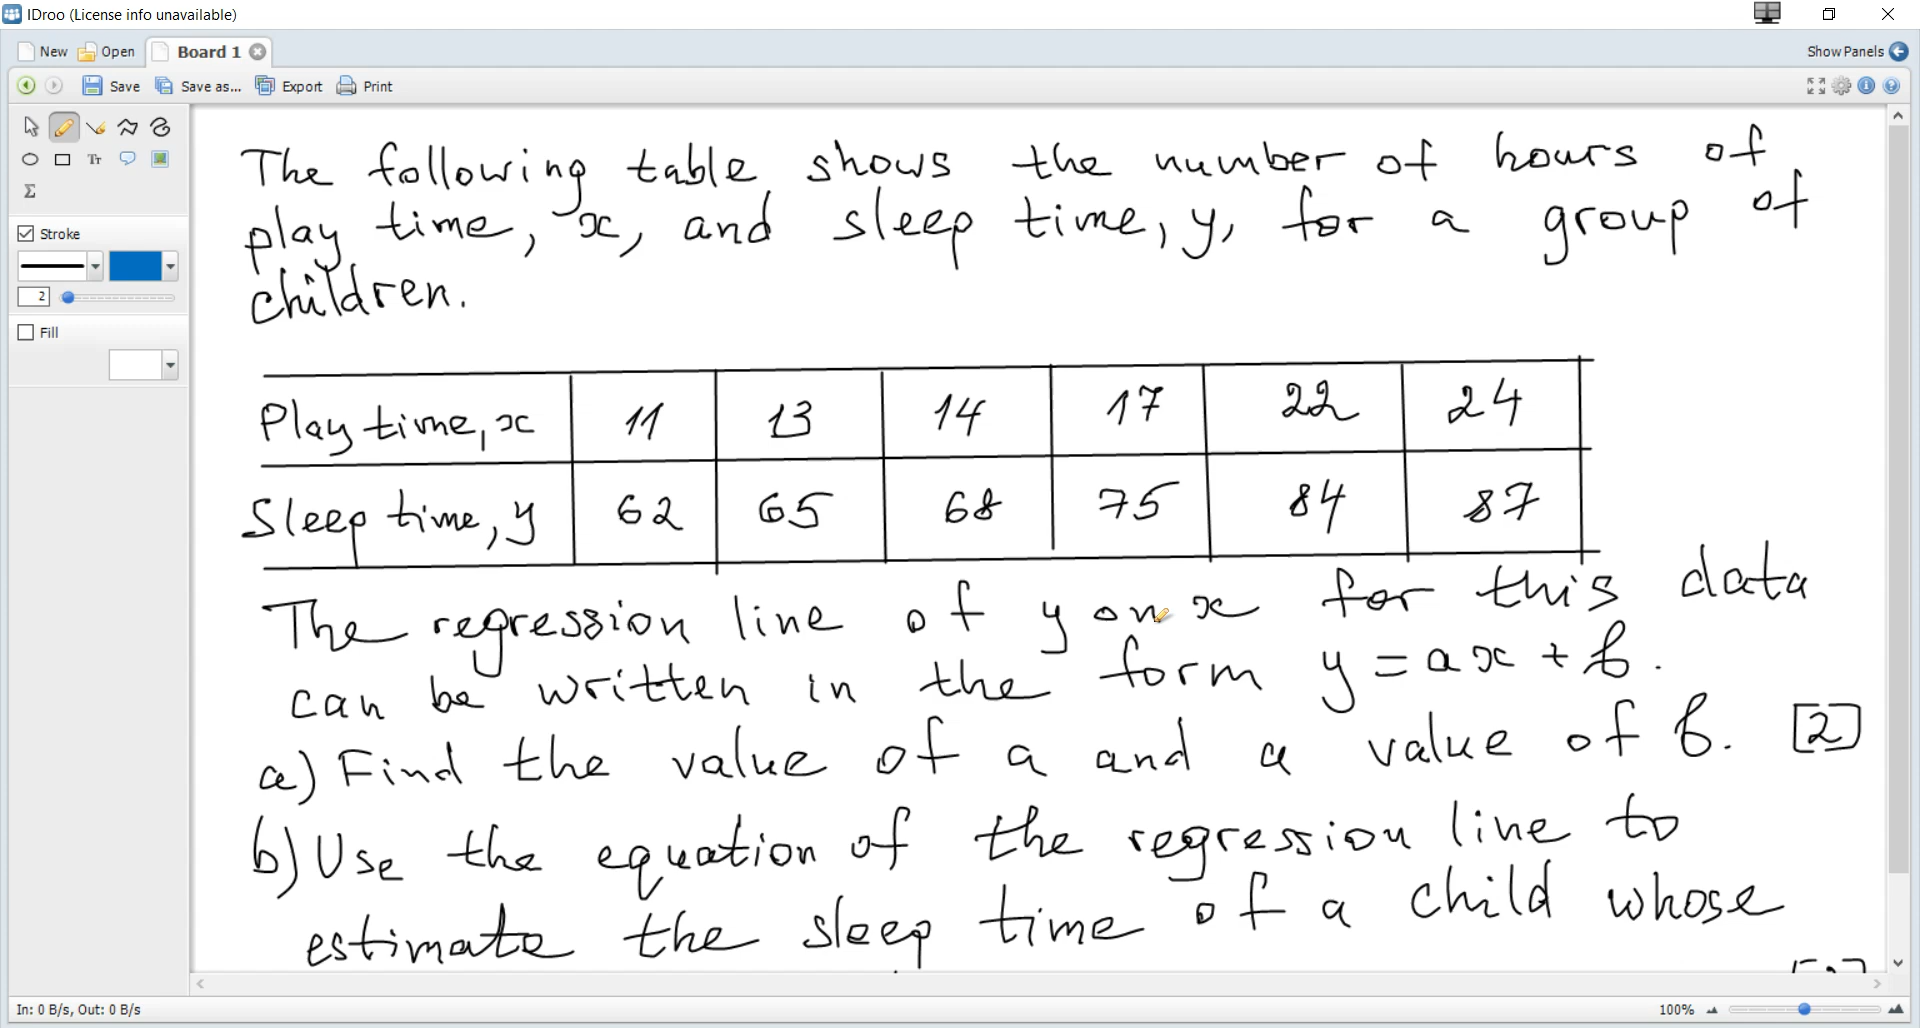 IDroo (License info unavailable)
New Open Board 1 Show Panels
Save Save as... Export Print
Tт
Σ
Stroke
2
Fill
The following table shows the number of hours of
play time, x, and sleep time, y, for a group of
children.
Play time, x 11 13 14 17 22 24
Sleep time, y 62 65 68 75 84 87
The regression line of y on x for this data
can be written in the form y = ax + b.
a) Find the value of a and a value of b. [2]
b) Use the equation of the regression line to
estimate the sleep time of a child whose
In: 0 B/s, Out: 0 B/s 100%